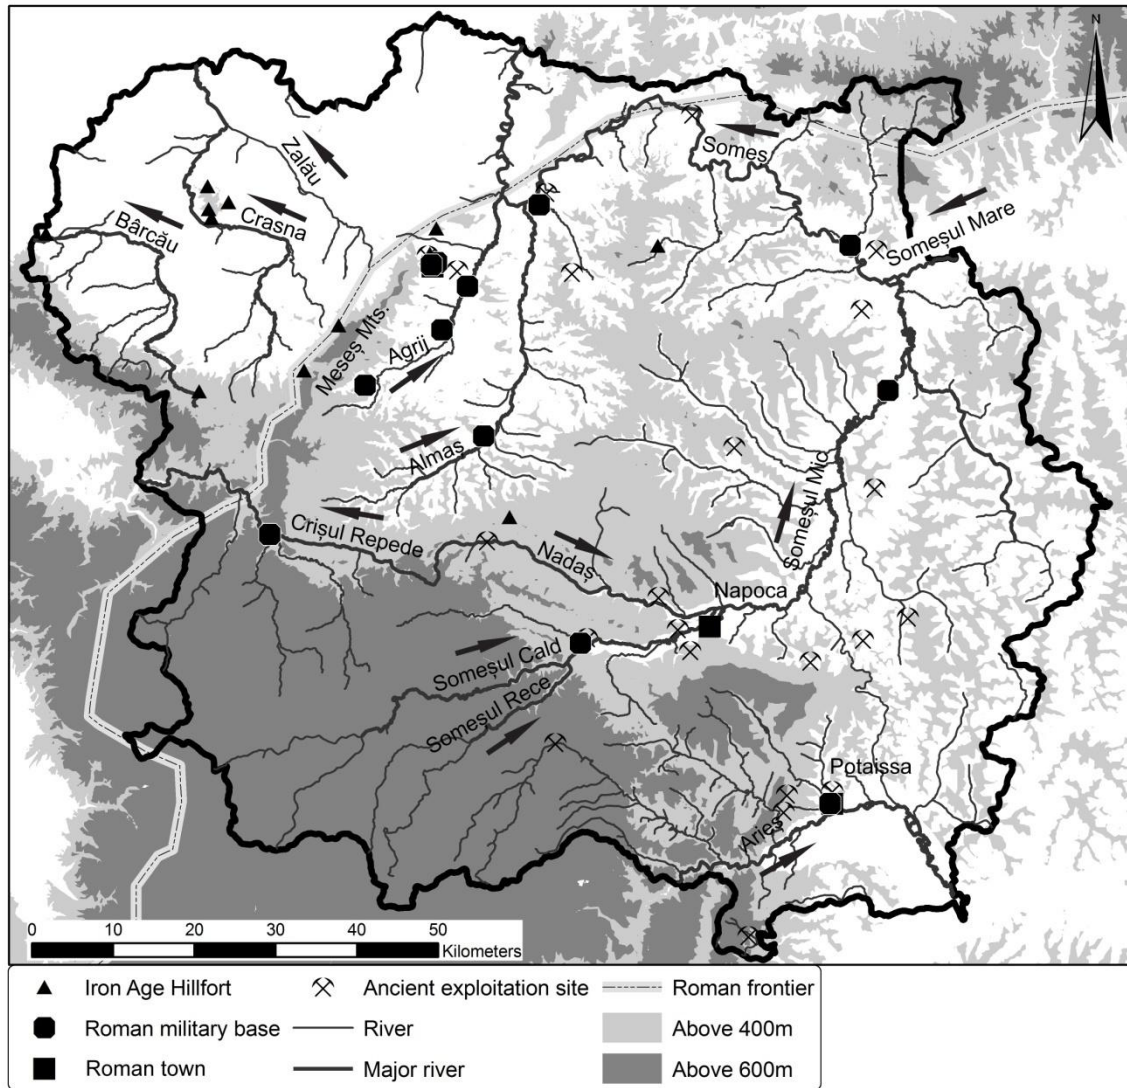 N
Someș
Zalău
Someșul Mare
Crasna
Bârcău
Meseș Mts.
Agrij
Almaș
Someșul Mic
Crișul Repede
Nadaș
Napoca
Someșul Cald
Someșul Rece
Potaissa
Arieș
0 10 20 30 40 50
Kilometers
Iron Age Hillfort
Ancient exploitation site
Roman frontier
Roman military base
River
Above 400m
Roman town
Major river
Above 600m